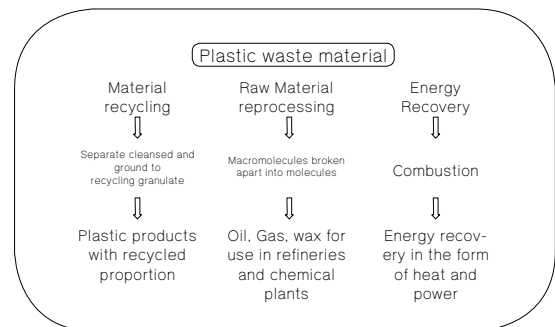 Plastic waste material
Material
recycling
Separate cleansed and
ground to
recycling granulate
Plastic products
with recycled
proportion
Raw Material
reprocessing
Macromolecules broken
apart into molecules
Oil, Gas, wax for
use in refineries
and chemical
plants
Energy
Recovery
Combustion
Energy recov-
ery in the form
of heat and
power